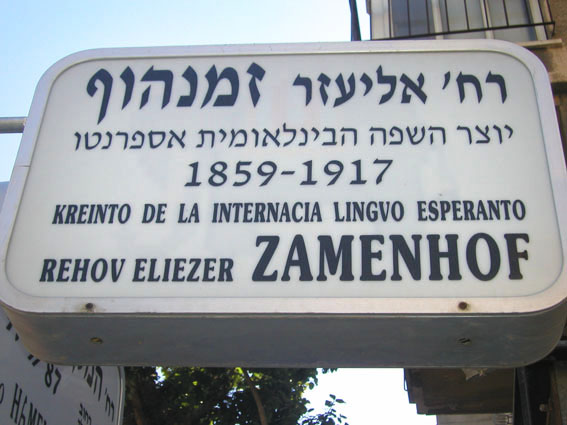 רח' אליעזר זמנהוף
יוצר השפה הבינלאומית אספרנטו
1859-1917
KREINTO DE LA INTERNACIA LINGVO ESPERANTO
REHOV ELIEZER ZAMENHOF